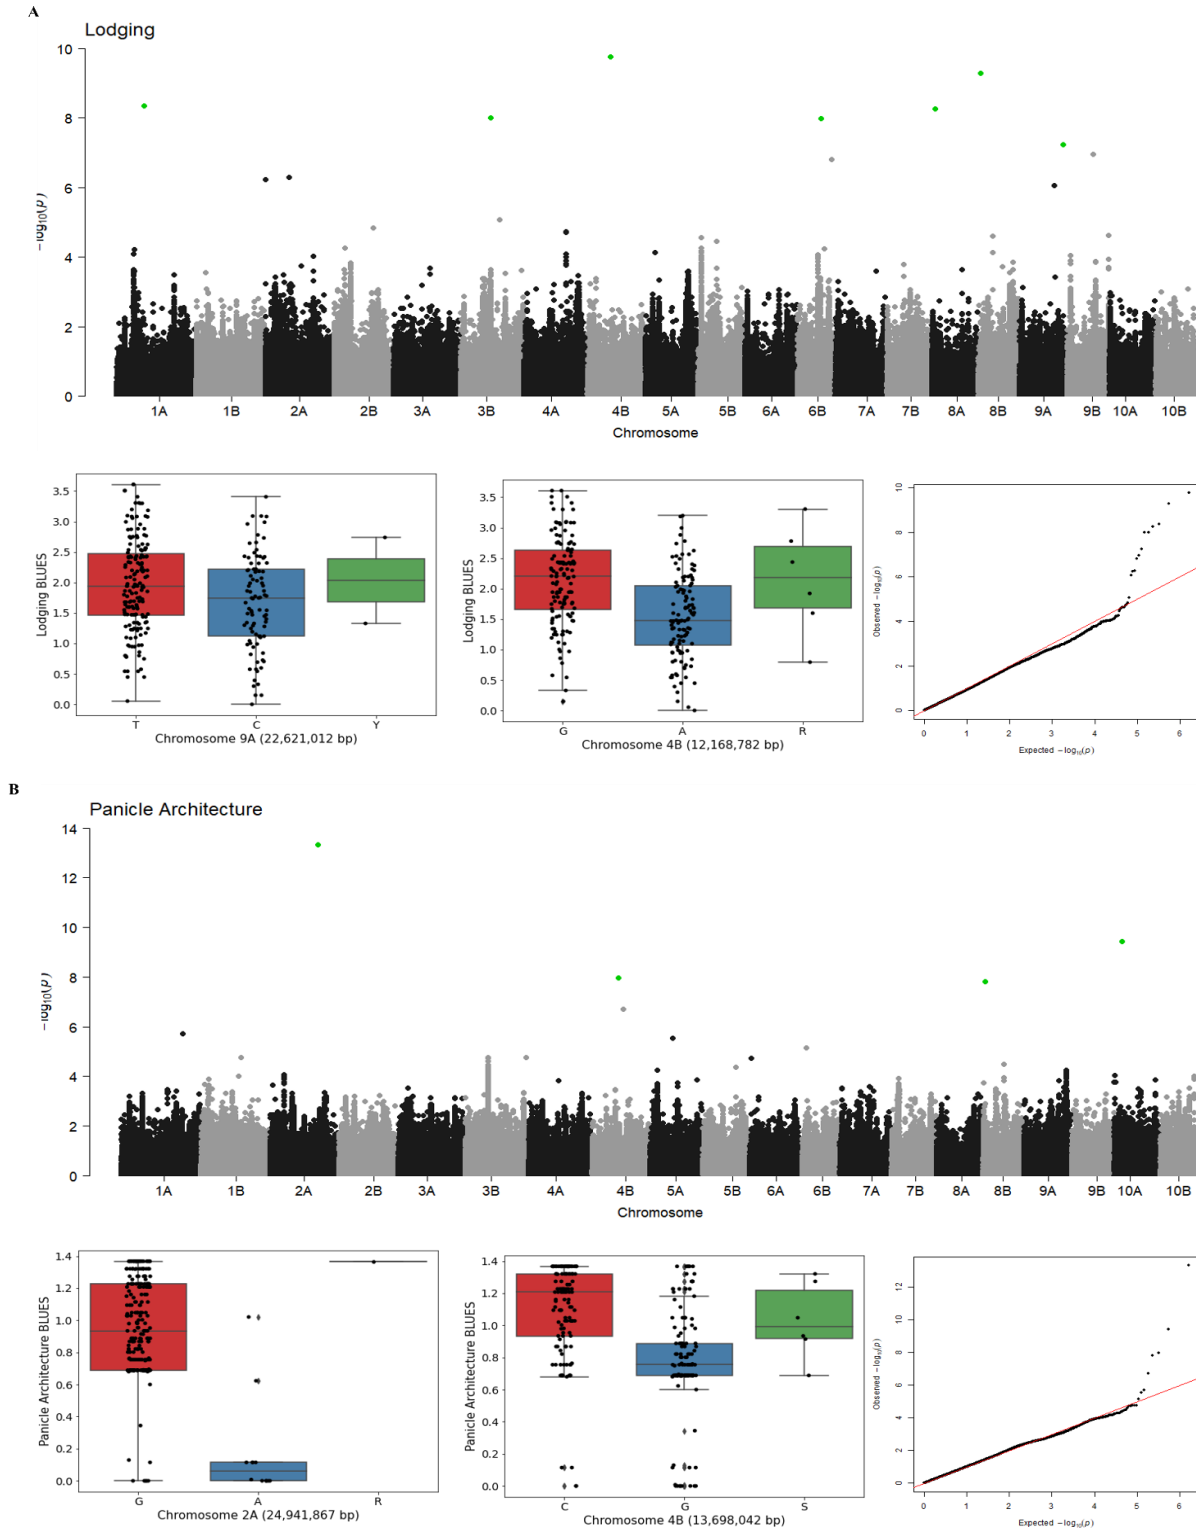 A
Lodging
10
8
6
4
2
0
−log10(p)
1A 1B 2A 2B 3A 3B 4A 4B 5A 5B 6A 6B 7A 7B 8A 8B 9A 9B 10A 10B
Chromosome
3.5
3.0
2.5
2.0
1.5
1.0
0.5
0.0
Lodging BLUES
T C Y
Chromosome 9A (22,621,012 bp)
3.5
3.0
2.5
2.0
1.5
1.0
0.5
0.0
Lodging BLUES
G A R
Chromosome 4B (12,168,782 bp)
10
8
6
4
2
0
Observed −log10(p)
0 1 2 3 4 5 6
Expected −log10(p)
B
Panicle Architecture
14
12
10
8
6
4
2
0
−log10(p)
1A 1B 2A 2B 3A 3B 4A 4B 5A 5B 6A 6B 7A 7B 8A 8B 9A 9B 10A 10B
Chromosome
1.4
1.2
1.0
0.8
0.6
0.4
0.2
0.0
Panicle Architecture BLUES
G A R
Chromosome 2A (24,941,867 bp)
1.4
1.2
1.0
0.8
0.6
0.4
0.2
0.0
Panicle Architecture BLUES
C G S
Chromosome 4B (13,698,042 bp)
12
10
8
6
4
2
0
Observed −log10(p)
0 1 2 3 4 5 6
Expected −log10(p)